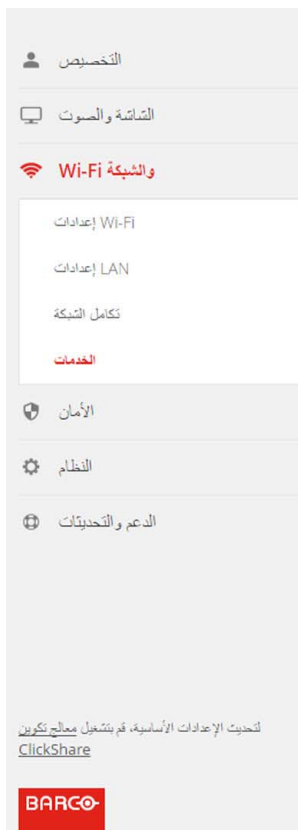 التخصيص
الشاشة والصوت
والشبكة Wi-Fi
Wi-Fi إعدادات
LAN إعدادات
تكامل الشبكة
الخدمات
الأمان
النظام
الدعم والتحديثات
لتحديث الإعدادات الأساسية، قم بتشغيل معالج تكوين
ClickShare
BARCO